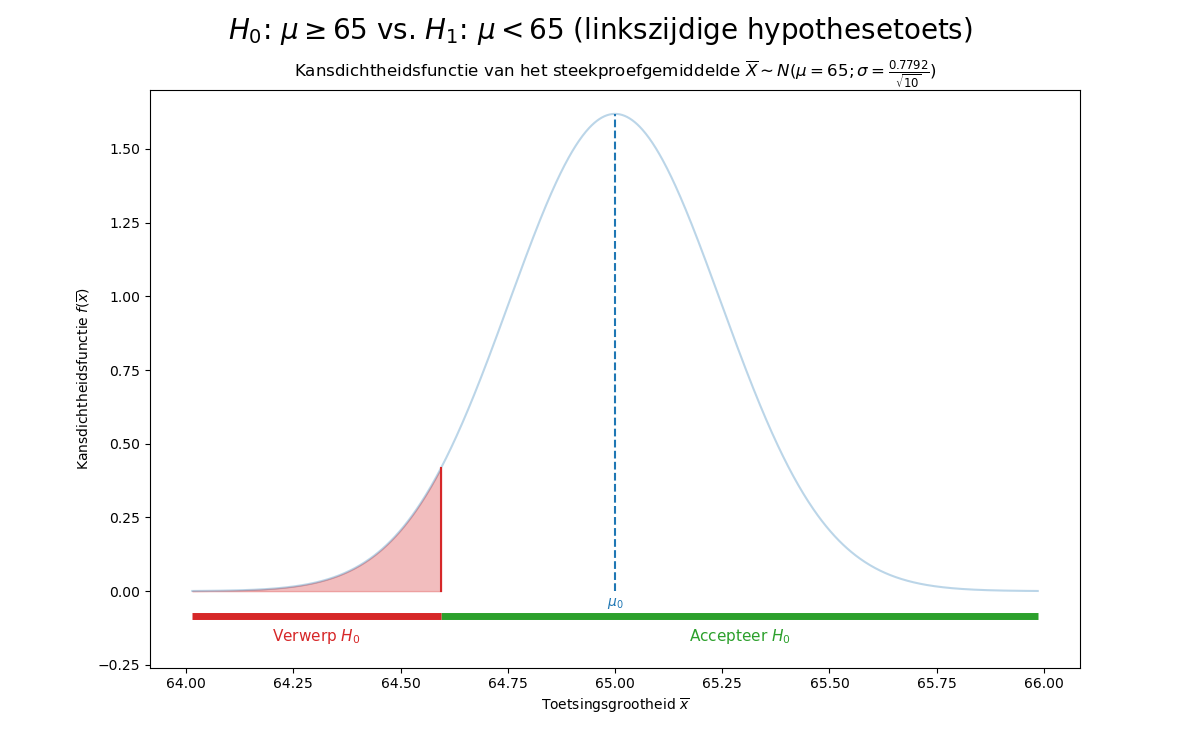 H₀: μ ≥ 65 vs. H₁: μ < 65 (linkszijdige hypothesetoets)
Kansdichtheidsfunctie van het steekproefgemiddelde X̅ ~ N(μ = 65; σ = 0.7792/√10)
Kansdichtheidsfunctie f(x̅)
1.50
1.25
1.00
0.75
0.50
0.25
0.00
−0.25
μ₀
Verwerp H₀
Accepteer H₀
64.00 64.25 64.50 64.75 65.00 65.25 65.50 65.75 66.00
Toetsingsgrootheid x̅